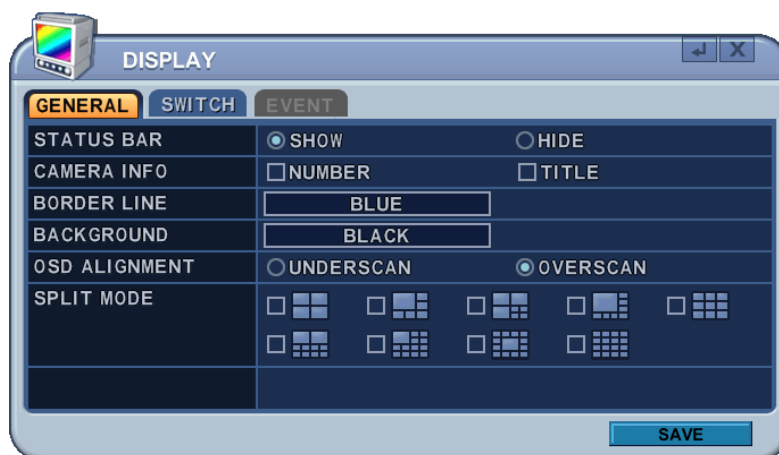 DISPLAY
X
GENERAL SWITCH EVENT
STATUS BAR SHOW HIDE
CAMERA INFO NUMBER TITLE
BORDER LINE BLUE
BACKGROUND BLACK
OSD ALIGNMENT UNDERSCAN OVERSCAN
SPLIT MODE
SAVE